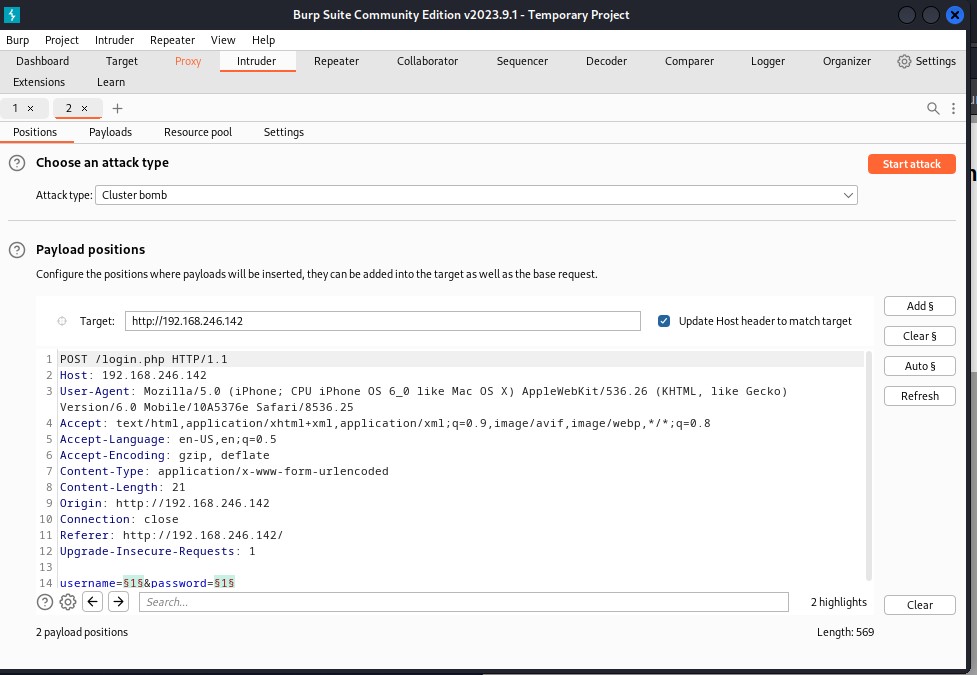 Burp Suite Community Edition v2023.9.1 - Temporary Project
Burp Project Intruder Repeater View Help
Dashboard Target Proxy Intruder Repeater Collaborator Sequencer Decoder Comparer Logger Organizer Settings
Extensions Learn
1 × 2 × +
Positions Payloads Resource pool Settings
? Choose an attack type Start attack
Attack type: Cluster bomb
? Payload positions
Configure the positions where payloads will be inserted, they can be added into the target as well as the base request.
Target: http://192.168.246.142 Update Host header to match target
Add §
Clear §
Auto §
Refresh
1 POST /login.php HTTP/1.1
2 Host: 192.168.246.142
3 User-Agent: Mozilla/5.0 (iPhone; CPU iPhone OS 6_0 like Mac OS X) AppleWebKit/536.26 (KHTML, like Gecko)
Version/6.0 Mobile/10A5376e Safari/8536.25
4 Accept: text/html,application/xhtml+xml,application/xml;q=0.9,image/avif,image/webp,*/*;q=0.8
5 Accept-Language: en-US,en;q=0.5
6 Accept-Encoding: gzip, deflate
7 Content-Type: application/x-www-form-urlencoded
8 Content-Length: 21
9 Origin: http://192.168.246.142
10 Connection: close
11 Referer: http://192.168.246.142/
12 Upgrade-Insecure-Requests: 1
13
14 username=§1§&password=§1§
? Search... 2 highlights Clear
2 payload positions Length: 569